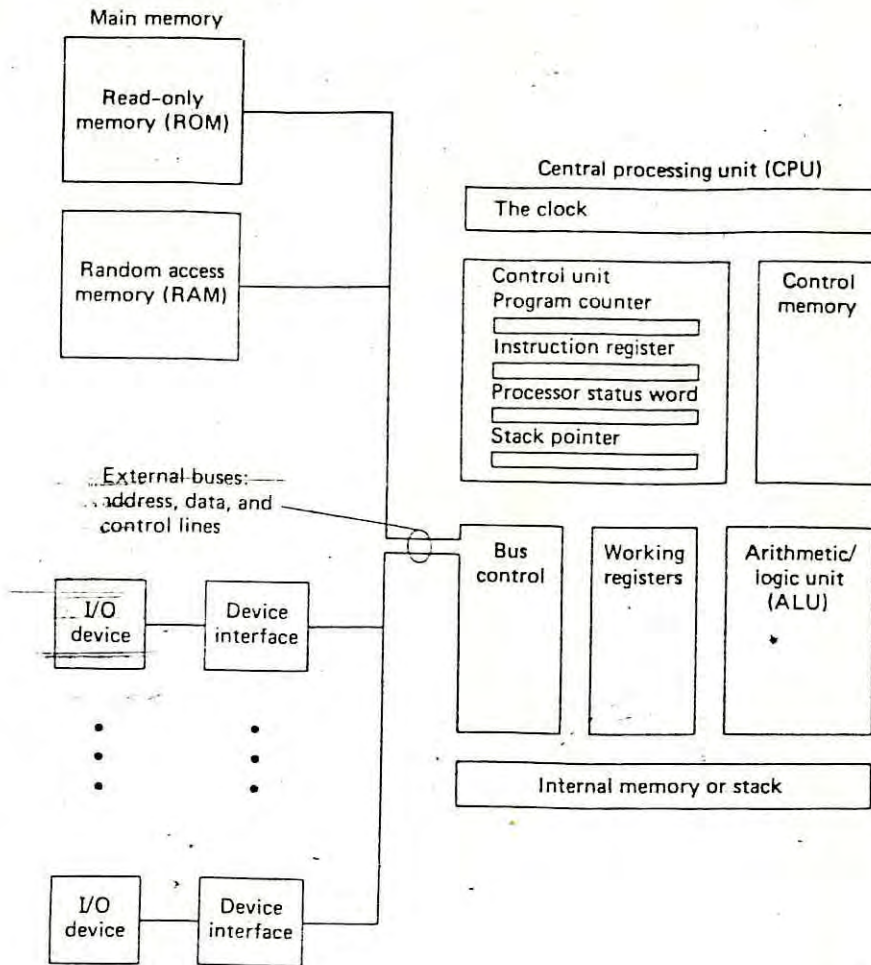 Main memory
Read-only
memory (ROM)
Random access
memory (RAM)
Central processing unit (CPU)
The clock
Control unit
Program counter
Instruction register
Processor status word
Stack pointer
Control
memory
External buses:
address, data, and
control lines
Bus
control
Working
registers
Arithmetic/
logic unit
(ALU)
I/O
device
Device
interface
Internal memory or stack
I/O
device
Device
interface